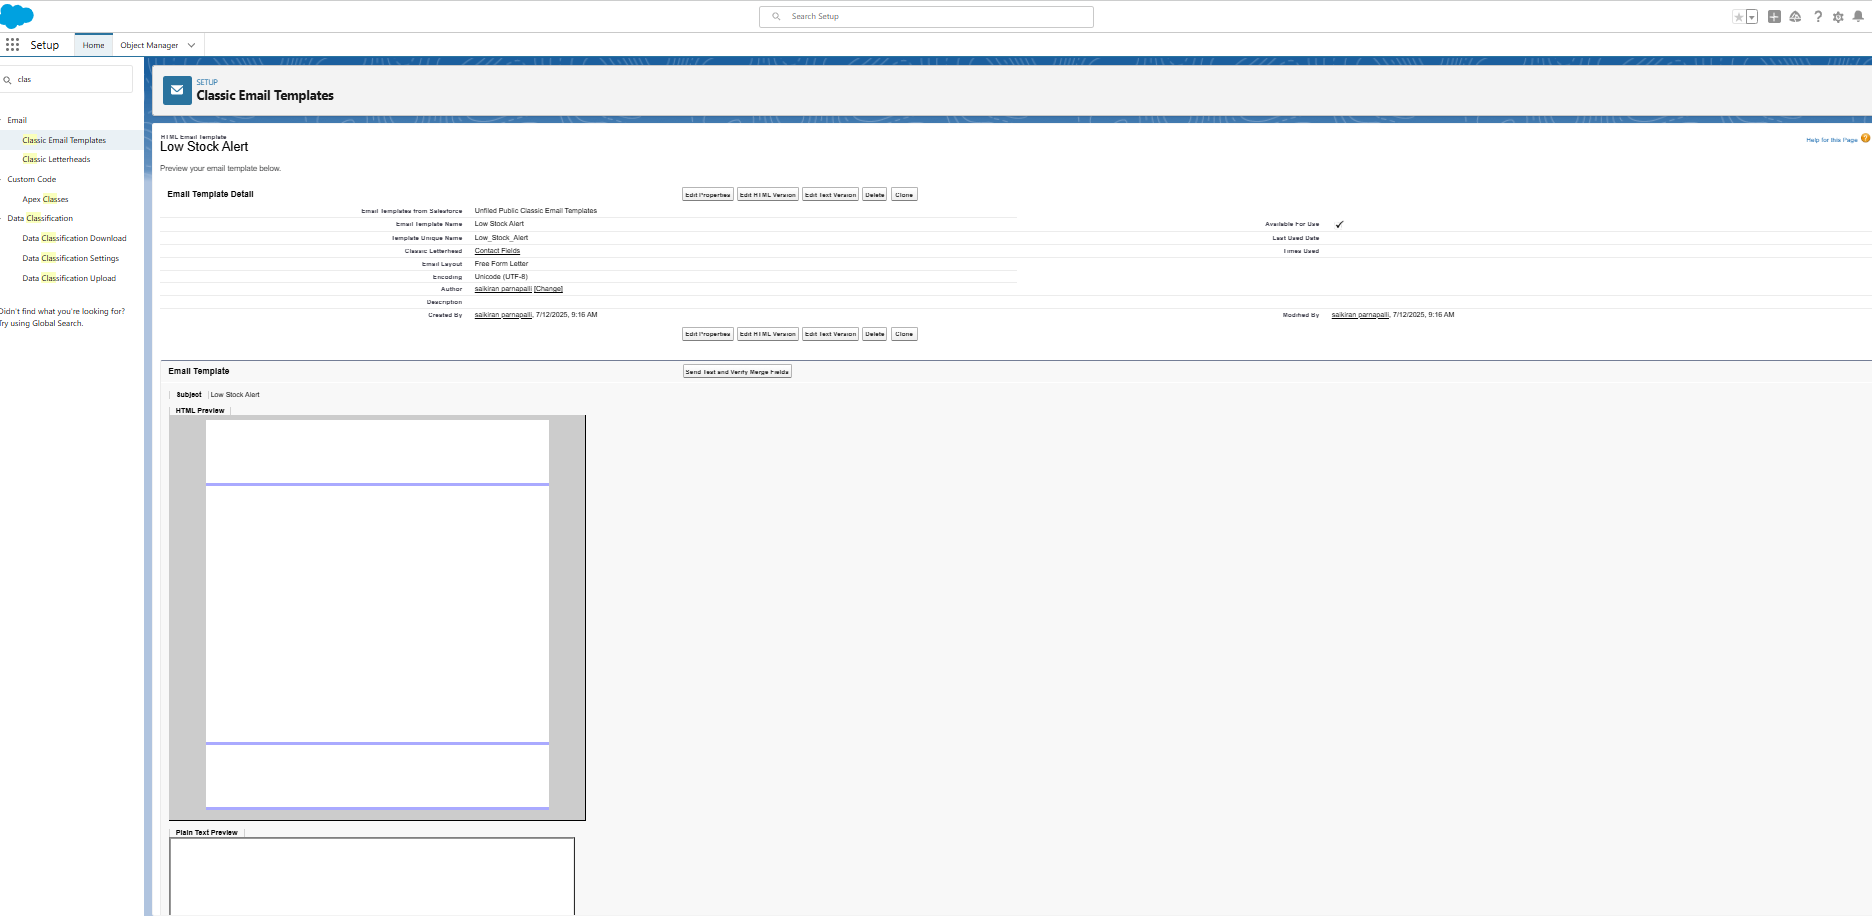 Search Setup
Setup
Home
Object Manager
clas
Email
Classic Email Templates
Classic Letterheads
Custom Code
Apex Classes
Data Classification
Data Classification Download
Data Classification Settings
Data Classification Upload
Didn't find what you're looking for?
Try using Global Search.
SETUP
Classic Email Templates
HTML Email Template
Low Stock Alert
Help for this Page
Preview your email template below.
Email Template Detail
Edit Properties Edit HTML Version Edit Text Version Delete Clone
Email Templates from Salesforce Unfiled Public Classic Email Templates
Email Template Name Low Stock Alert Available For Use ✓
Template Unique Name Low_Stock_Alert Last Used Date
Classic Letterhead Contact Fields Times Used
Email Layout Free Form Letter
Encoding Unicode (UTF-8)
Author saikiran parnapalli [Change]
Description
Created By saikiran parnapalli, 7/12/2025, 9:16 AM Modified By saikiran parnapalli, 7/12/2025, 9:16 AM
Edit Properties Edit HTML Version Edit Text Version Delete Clone
Email Template Send Test and Verify Merge Fields
Subject Low Stock Alert
HTML Preview
Plain Text Preview